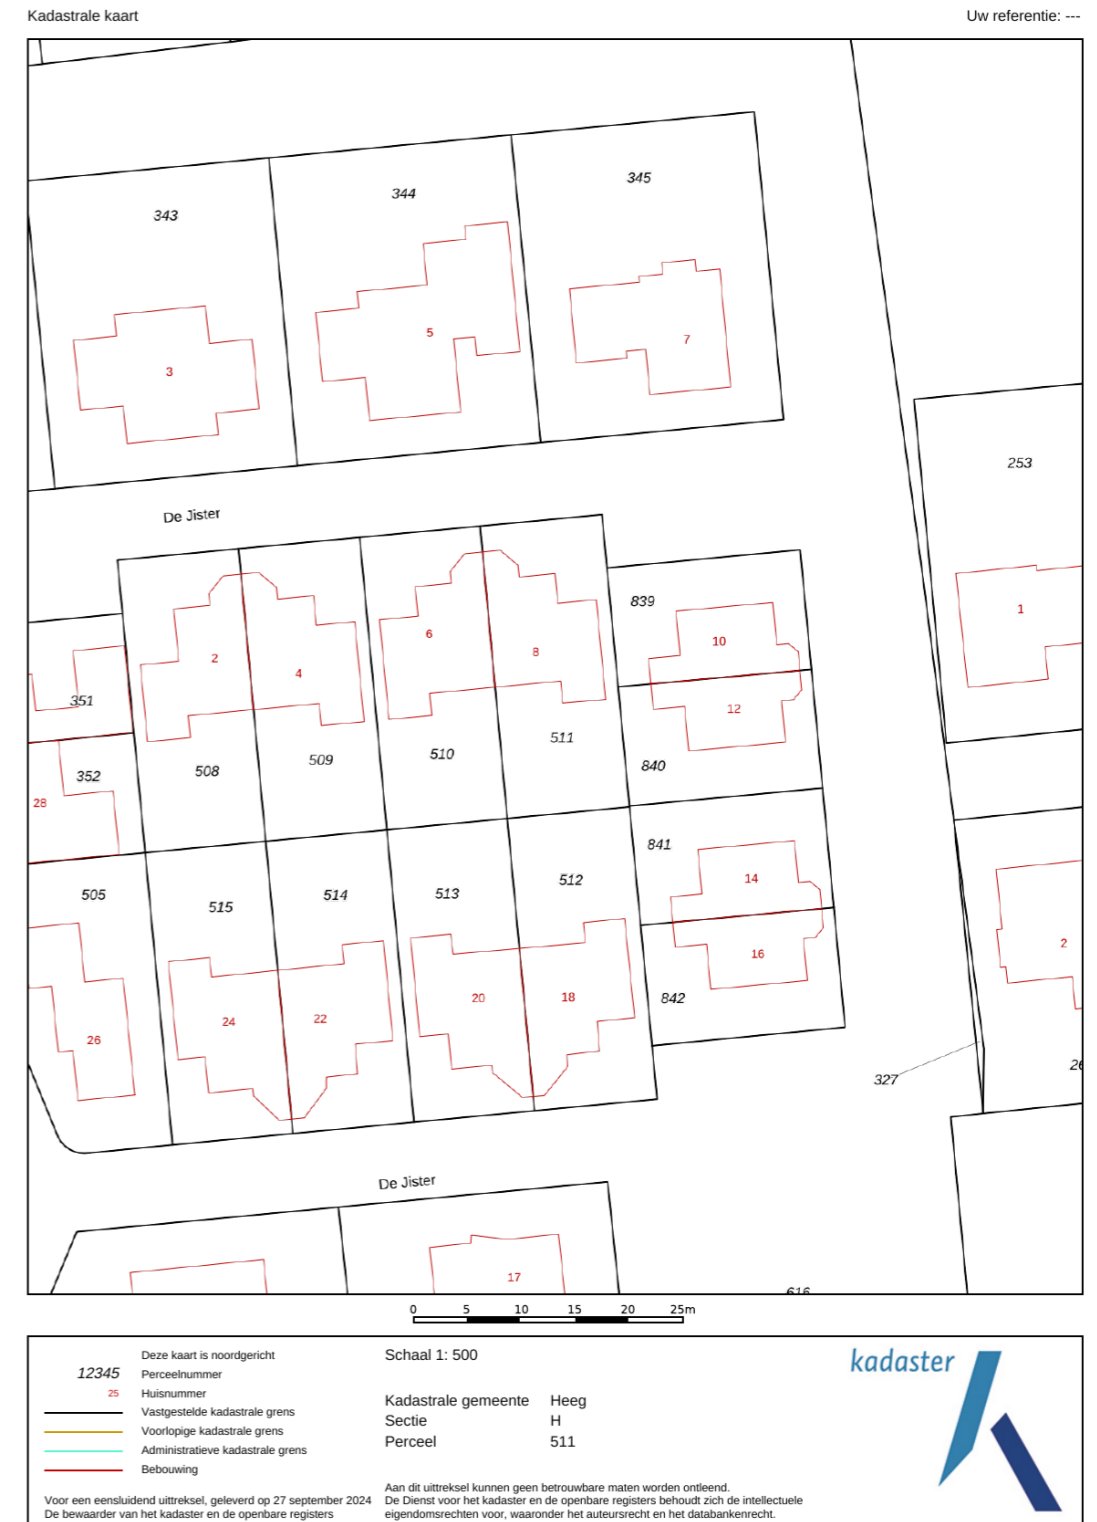 Kadastrale kaart
Uw referentie: ---
345
344
343
5
7
3
253
De Jister
839
1
6
10
8
2
4
351
12
511
510
509
840
508
352
28
841
14
512
513
514
505
515
2
16
20
18
842
22
24
26
327
De Jister
17
0 5 10 15 20 25m
Deze kaart is noordgericht
12345 Perceelnummer
25 Huisnummer
Vastgestelde kadastrale grens
Voorlopige kadastrale grens
Administratieve kadastrale grens
Bebouwing
Voor een eensluidend uittreksel, geleverd op 27 september 2024
De bewaarder van het kadaster en de openbare registers
Schaal 1: 500
Kadastrale gemeente Heeg
Sectie H
Perceel 511
Aan dit uittreksel kunnen geen betrouwbare maten worden ontleend.
De Dienst voor het kadaster en de openbare registers behoudt zich de intellectuele
eigendomsrechten voor, waaronder het auteursrecht en het databankenrecht.
kadaster